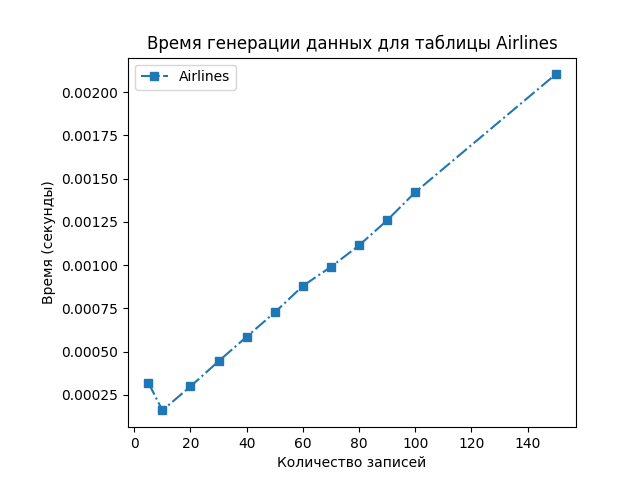 Время генерации данных для таблицы Airlines
Airlines
0.00200
0.00175
0.00150
0.00125
0.00100
0.00075
0.00050
0.00025
Время (секунды)
0 20 40 60 80 100 120 140
Количество записей